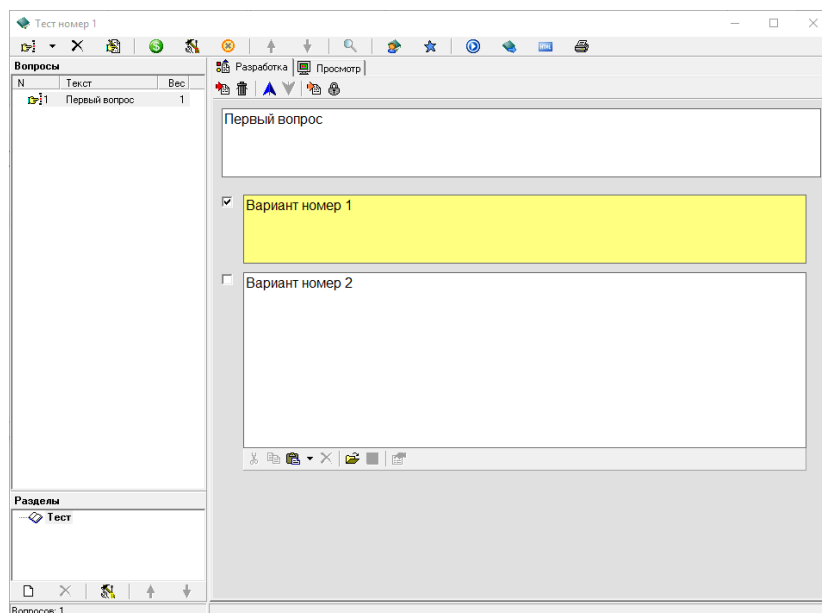 Тест номер 1
Вопросы
N Текст Вес
1 Первый вопрос 1
Разработка Просмотр
Первый вопрос
Вариант номер 1
Вариант номер 2
Разделы
Тест
Вопросов: 1